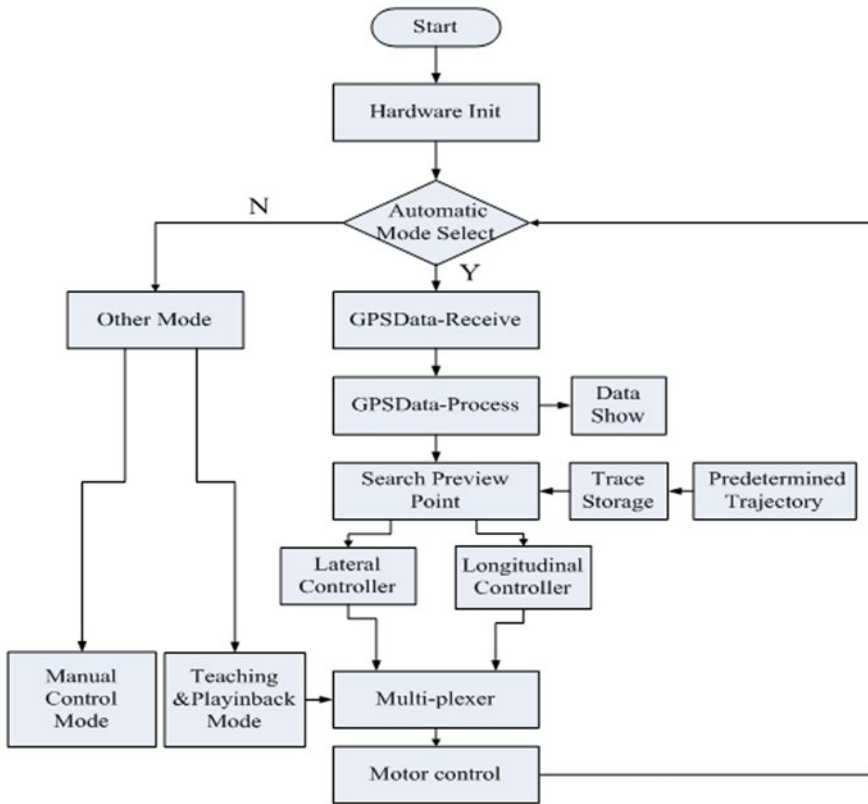 Start
Hardware Init
Automatic
Mode Select
N
Y
Other Mode
GPSData-Receive
GPSData-Process
Data
Show
Search Preview
Point
Trace
Storage
Predetermined
Trajectory
Lateral
Controller
Longitudinal
Controller
Manual
Control
Mode
Teaching
&Playinback
Mode
Multi-plexer
Motor control